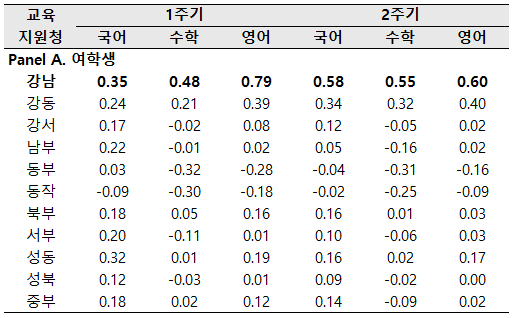 교육 1주기 2주기
지원청 국어 수학 영어 국어 수학 영어
Panel A. 여학생
강남 0.35 0.48 0.79 0.58 0.55 0.60
강동 0.24 0.21 0.39 0.34 0.32 0.40
강서 0.17 -0.02 0.08 0.12 -0.05 0.02
남부 0.22 -0.01 0.02 0.05 -0.16 0.02
동부 0.03 -0.32 -0.28 -0.04 -0.31 -0.16
동작 -0.09 -0.30 -0.18 -0.02 -0.25 -0.09
북부 0.18 0.05 0.16 0.16 0.01 0.03
서부 0.20 -0.11 0.01 0.10 -0.06 0.03
성동 0.32 0.01 0.19 0.16 0.02 0.17
성북 0.12 -0.03 0.01 0.09 -0.02 0.00
중부 0.18 0.02 0.12 0.14 -0.09 0.02